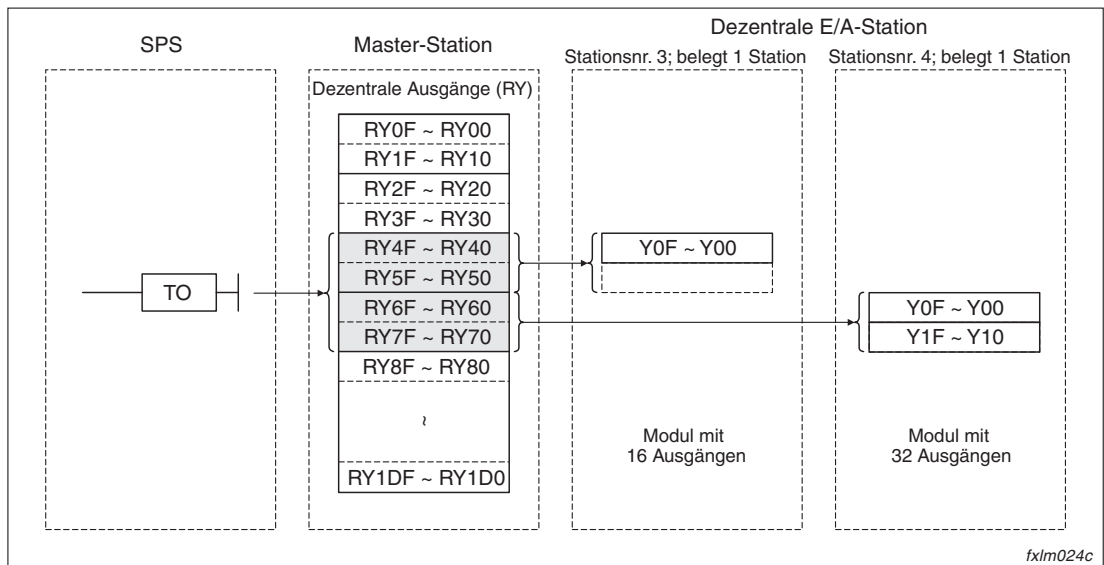 SPS
Master-Station
Dezentrale E/A-Station
Stationsnr. 3; belegt 1 Station
Stationsnr. 4; belegt 1 Station
Dezentrale Ausgänge (RY)
RY0F ~ RY00
RY1F ~ RY10
RY2F ~ RY20
RY3F ~ RY30
RY4F ~ RY40
RY5F ~ RY50
RY6F ~ RY60
RY7F ~ RY70
RY8F ~ RY80
~
RY1DF ~ RY1D0
TO
Y0F ~ Y00
Modul mit
16 Ausgängen
Y0F ~ Y00
Y1F ~ Y10
Modul mit
32 Ausgängen
fxlm024c